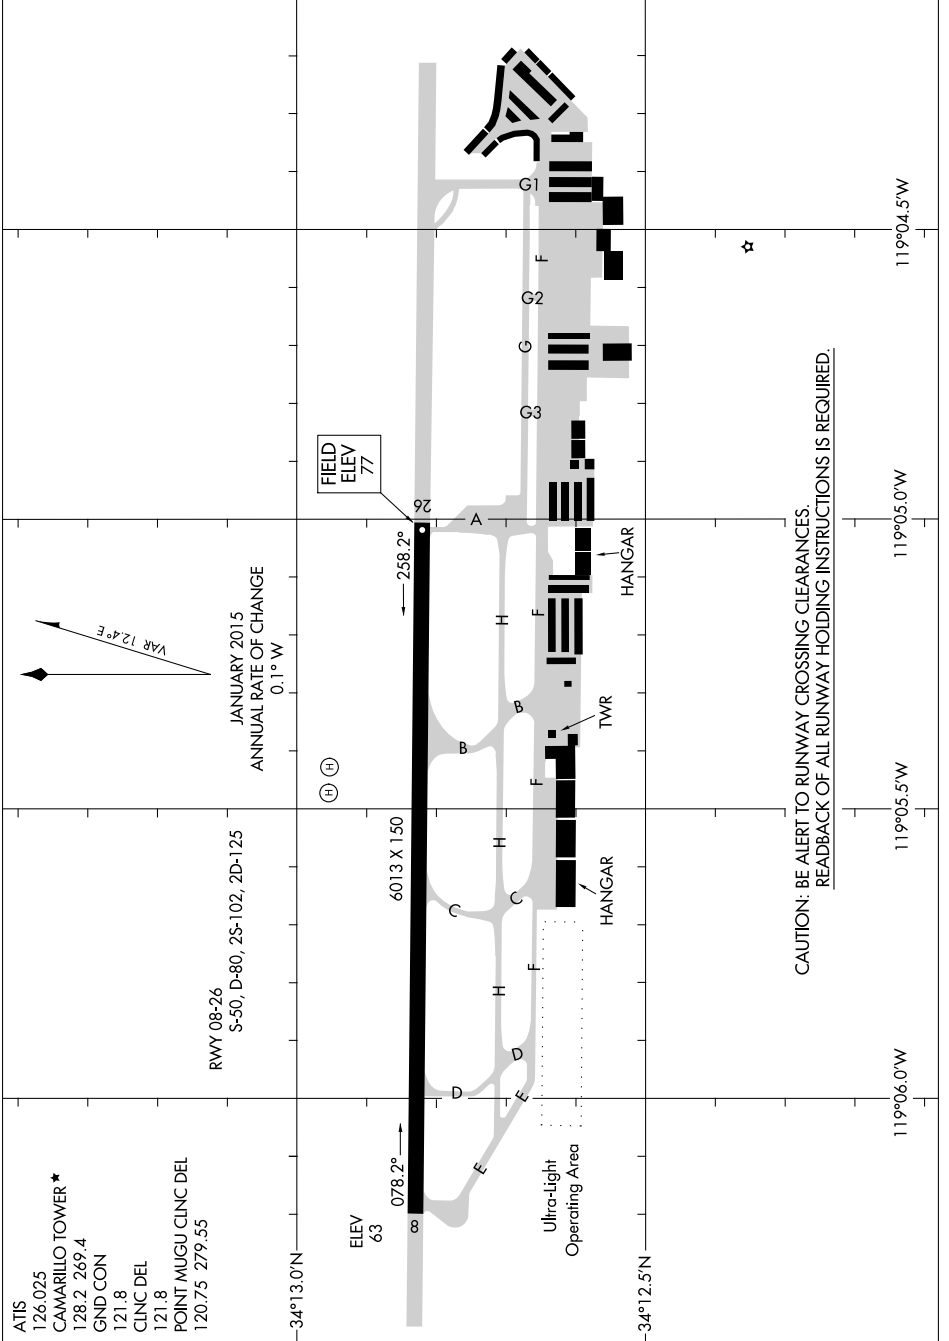 ATIS
126.025
CAMARILLO TOWER ★
128.2 269.4
GND CON
121.8
CLNC DEL
121.8
POINT MUGU CLNC DEL
120.75 279.55
RWY 08-26
S-50, D-80, 2S-102, 2D-125
JANUARY 2015
ANNUAL RATE OF CHANGE
0.1° W
VAR 12.4°E
H
H
FIELD
ELEV
77
ELEV
63
8
078.2°
6013 X 150
258.2°
26
A
B
B
C
C
D
D
E
E
F
F
F
F
G
G1
G2
G3
H
H
H
HANGAR
TWR
HANGAR
Ultra-Light
Operating Area
34°13.0'N
34°12.5'N
119°06.0'W
119°05.5'W
119°05.0'W
119°04.5'W
CAUTION: BE ALERT TO RUNWAY CROSSING CLEARANCES.
READBACK OF ALL RUNWAY HOLDING INSTRUCTIONS IS REQUIRED.